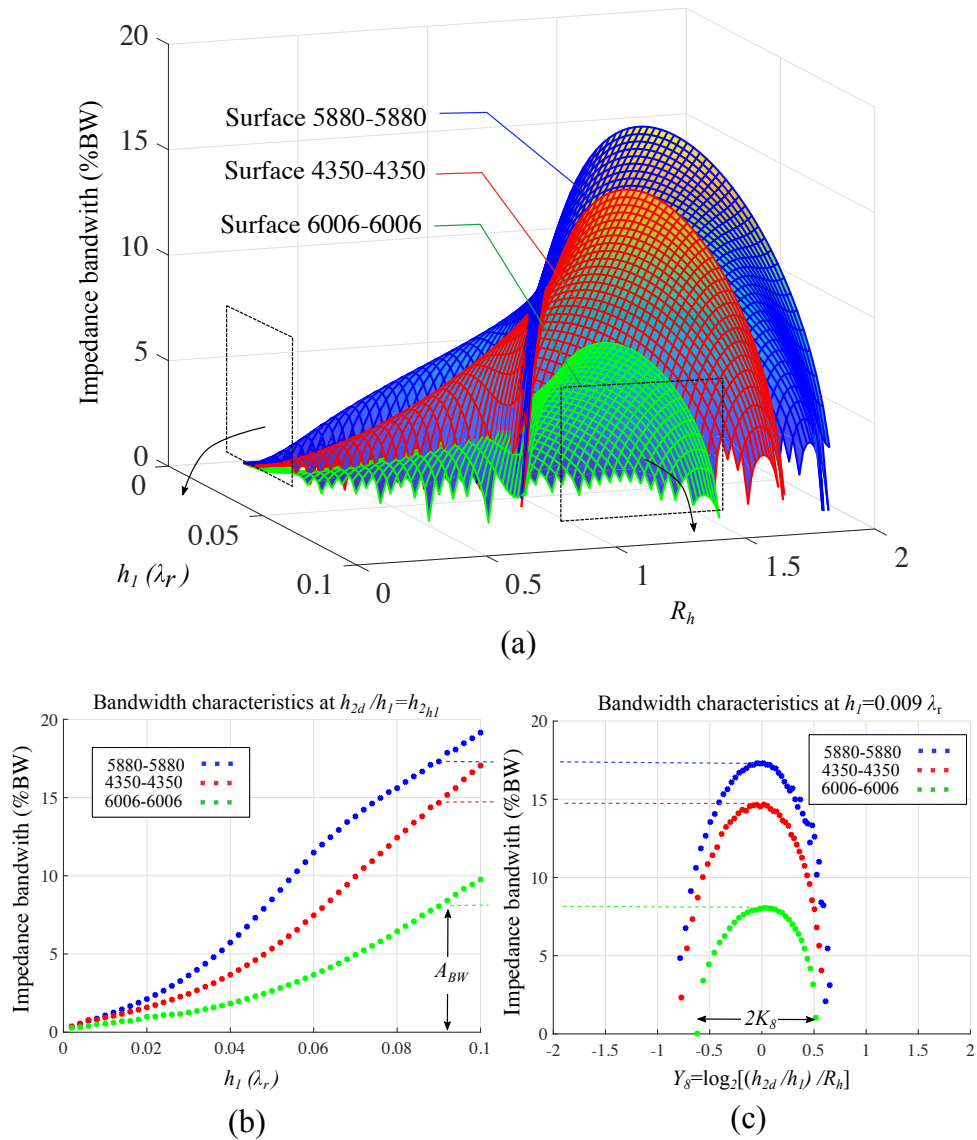 20
15
10
5
0
Impedance bandwith (%BW)
Surface 5880-5880
Surface 4350-4350
Surface 6006-6006
0
0.05
0.1
h1 (λr)
0
0.5
1
1.5
2
Rh
(a)
Bandwidth characteristics at h2d /h1=h2h1
20
15
10
5
0
Impedance bandwith (%BW)
5880-5880
4350-4350
6006-6006
ABW
0
0.02
0.04
0.06
0.08
0.1
h1 (λr)
(b)
Bandwidth characteristics at h1=0.009 λr
20
15
10
5
0
Impedance bandwith (%BW)
5880-5880
4350-4350
6006-6006
2K8
-2
-1.5
-1
-0.5
0
0.5
1
1.5
2
Y8=log2[(h2d /h1) /Rh]
(c)